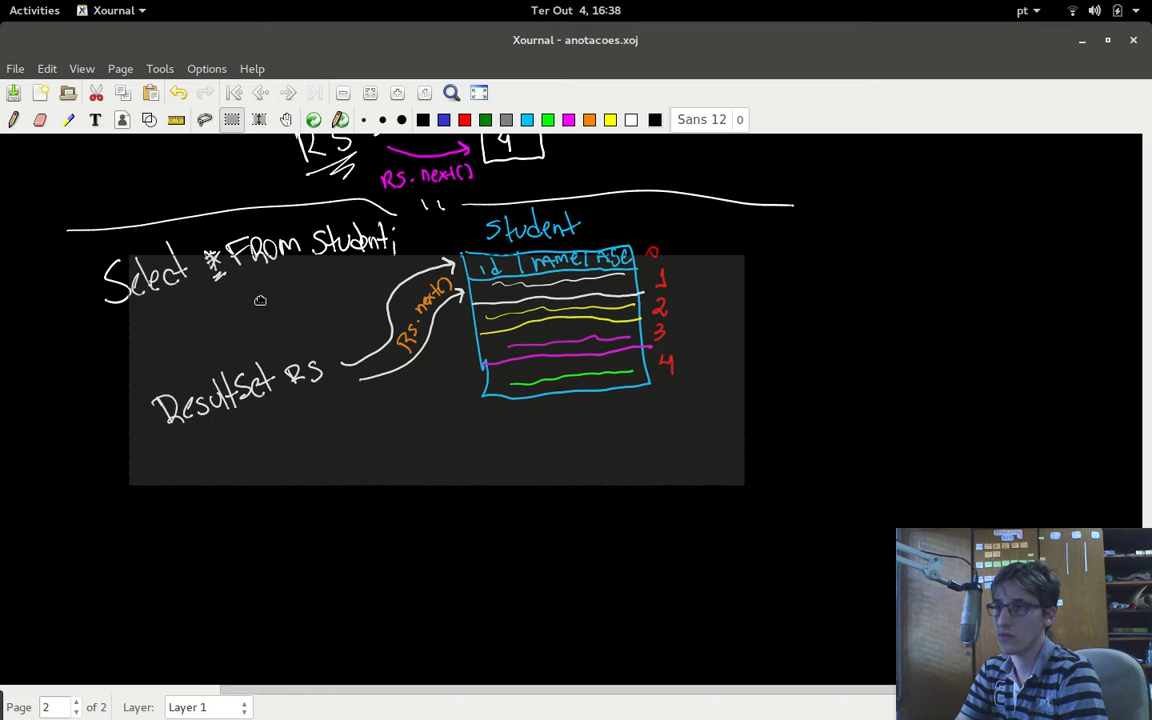 Activities Xournal Ter Out 4, 16:38 pt
Xournal - anotacoes.xoj
File Edit View Page Tools Options Help
Sans 12
RS 4
RS.next()
Select * FROM student;
student
id NAME AGE 0
1
2
3
4
RS.next()
ResultSet RS
Page 2 of 2 Layer: Layer 1